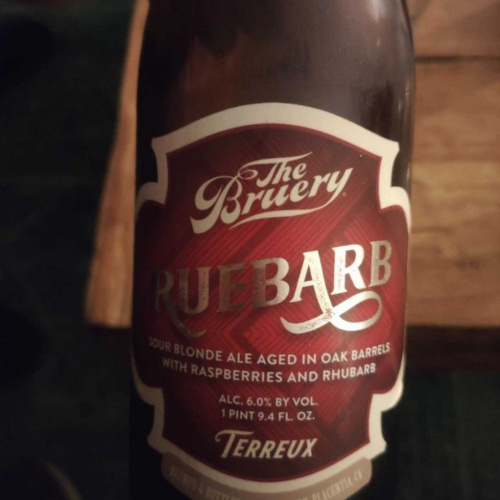 The
Bruery
RUEBARB
SOUR BLONDE ALE AGED IN OAK BARRELS
WITH RASPBERRIES AND RHUBARB
ALC. 6.0% BY VOL.
1 PINT 9.4 FL. OZ.
TERREUX